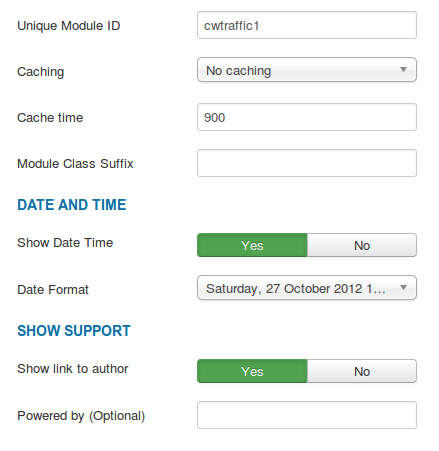 Unique Module ID cwtraffic1
Caching No caching
Cache time 900
Module Class Suffix
DATE AND TIME
Show Date Time Yes No
Date Format Saturday, 27 October 2012 1...
SHOW SUPPORT
Show link to author Yes No
Powered by (Optional)